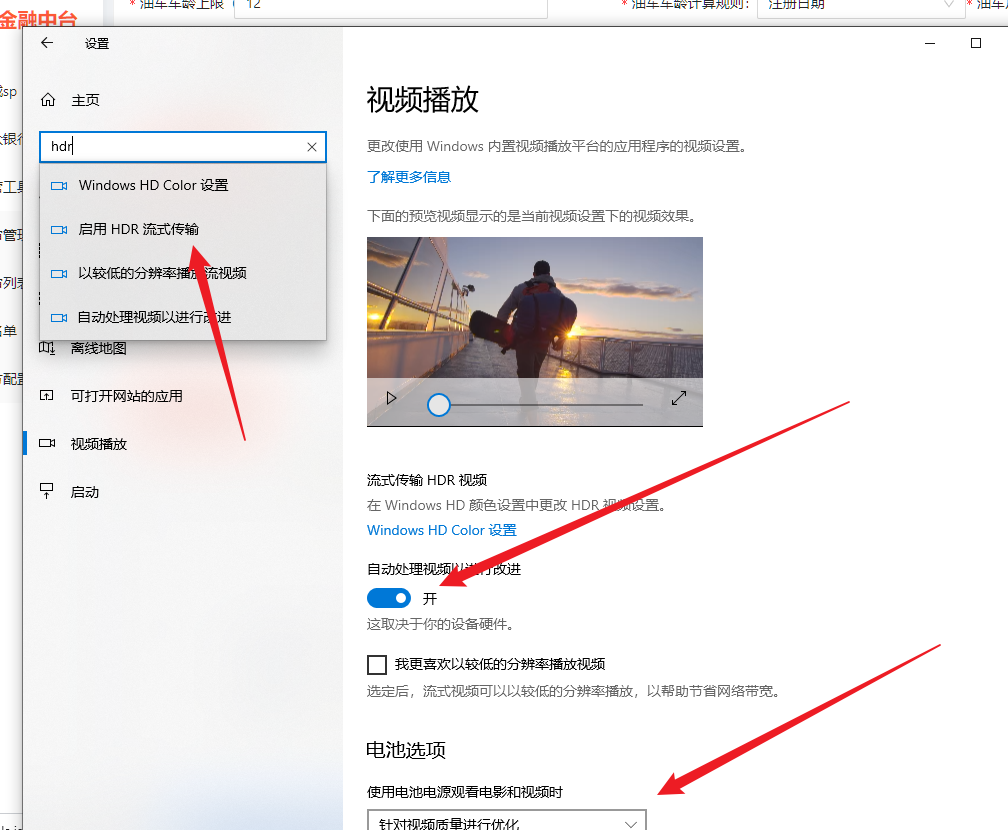 * 油车车龄上限
12
* 油车车龄计算规则：
注册日期
* 油车
金融中台
sp
设置
主页
hdr
Windows HD Color 设置
启用 HDR 流式传输
以较低的分辨率播放流视频
自动处理视频以进行改进
离线地图
可打开网站的应用
视频播放
启动
视频播放
更改使用 Windows 内置视频播放平台的应用程序的视频设置。
了解更多信息
下面的预览视频显示的是当前视频设置下的视频效果。
流式传输 HDR 视频
在 Windows HD 颜色设置中更改 HDR 视频设置。
Windows HD Color 设置
自动处理视频以进行改进
开
这取决于你的设备硬件。
我更喜欢以较低的分辨率播放视频
选定后，流式视频可以以较低的分辨率播放，以帮助节省网络带宽。
电池选项
使用电池电源观看电影和视频时
针对视频质量进行优化